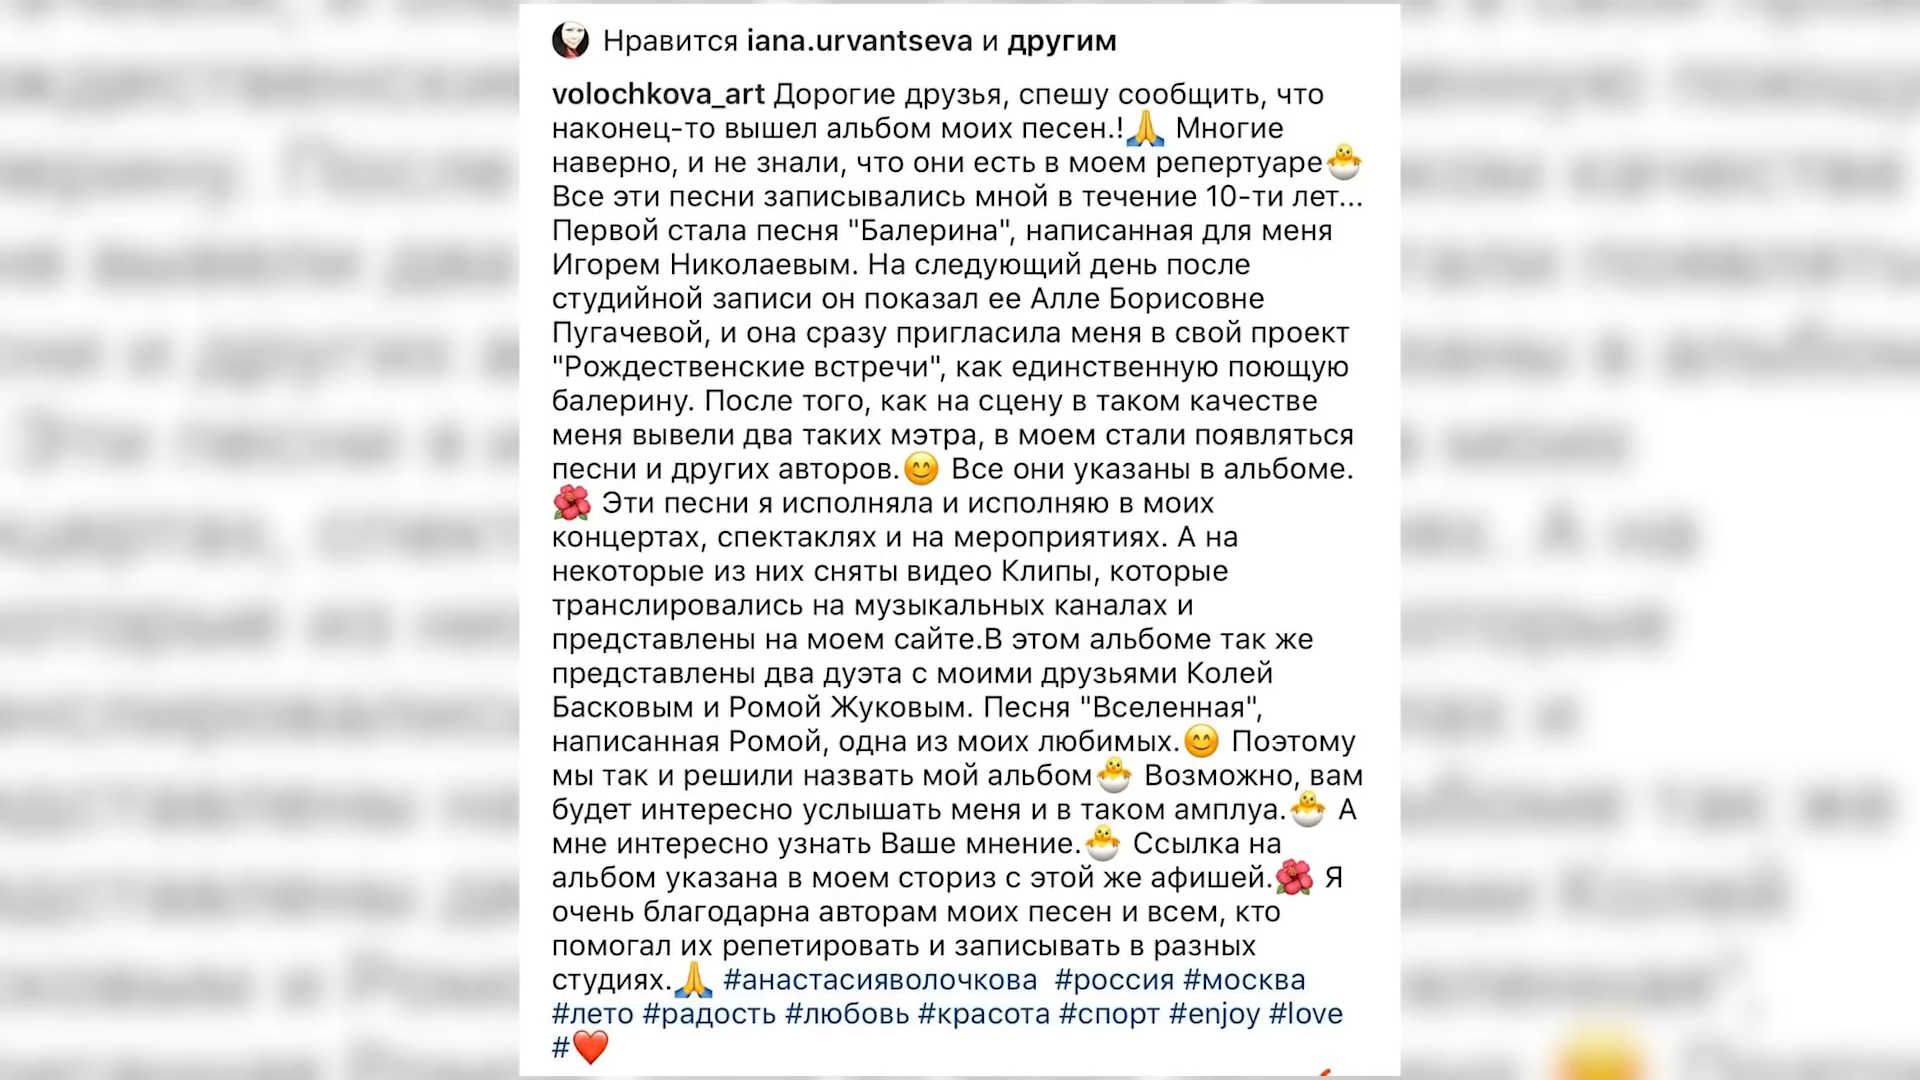 Нравится iana.urvantseva и другим
volochkova_art Дорогие друзья, спешу сообщить, что
наконец-то вышел альбом моих песен.!🙏 Многие
наверно, и не знали, что они есть в моем репертуаре🐣
Все эти песни записывались мной в течение 10-ти лет...
Первой стала песня "Балерина", написанная для меня
Игорем Николаевым. На следующий день после
студийной записи он показал ее Алле Борисовне
Пугачевой, и она сразу пригласила меня в свой проект
"Рождественские встречи", как единственную поющую
балерину. После того, как на сцену в таком качестве
меня вывели два таких мэтра, в моем стали появляться
песни и других авторов.😊 Все они указаны в альбоме.
🌺 Эти песни я исполняла и исполняю в моих
концертах, спектаклях и на мероприятиях. А на
некоторые из них сняты видео Клипы, которые
транслировались на музыкальных каналах и
представлены на моем сайте.В этом альбоме так же
представлены два дуэта с моими друзьями Колей
Басковым и Ромой Жуковым. Песня "Вселенная",
написанная Ромой, одна из моих любимых.😊 Поэтому
мы так и решили назвать мой альбом🐣 Возможно, вам
будет интересно услышать меня и в таком амплуа.🐣 А
мне интересно узнать Ваше мнение.🐣 Ссылка на
альбом указана в моем сториз с этой же афишей.🌺 Я
очень благодарна авторам моих песен и всем, кто
помогал их репетировать и записывать в разных
студиях.🙏 #анастасияволочкова #россия #москва
#лето #радость #любовь #красота #спорт #enjoy #love
#❤️